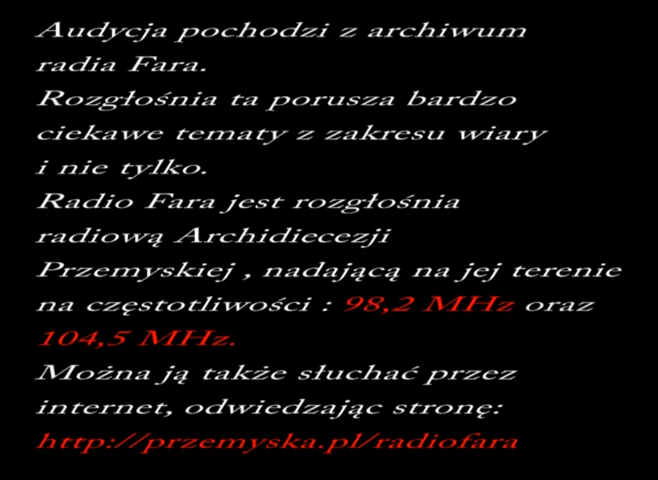 Audycja pochodzi z archiwum
radia Fara.
Rozgłośnia ta porusza bardzo
ciekawe tematy z zakresu wiary
i nie tylko.
Radio Fara jest rozgłośnia
radiową Archidiecezji
Przemyskiej , nadającą na jej terenie
na częstotliwości : 98,2 MHz oraz
104,5 MHz.
Można ją także słuchać przez
internet, odwiedzając stronę:
http://przemyska.pl/radiofara